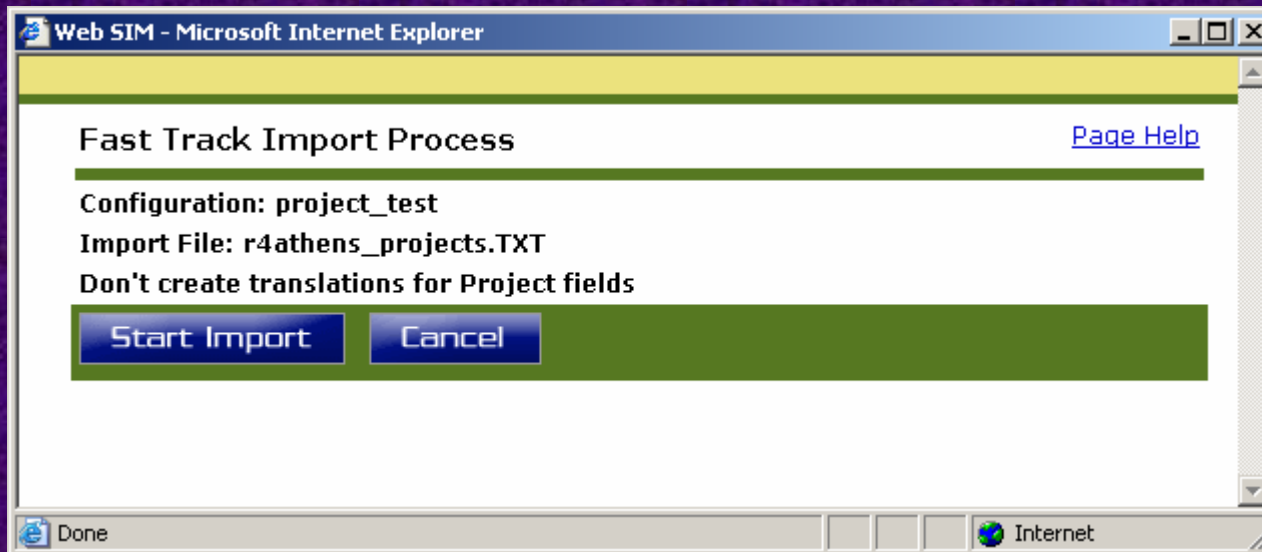 Web SIM - Microsoft Internet Explorer
Fast Track Import Process
Page Help
Configuration: project_test
Import File: r4athens_projects.TXT
Don't create translations for Project fields
Start Import
Cancel
Done
Internet